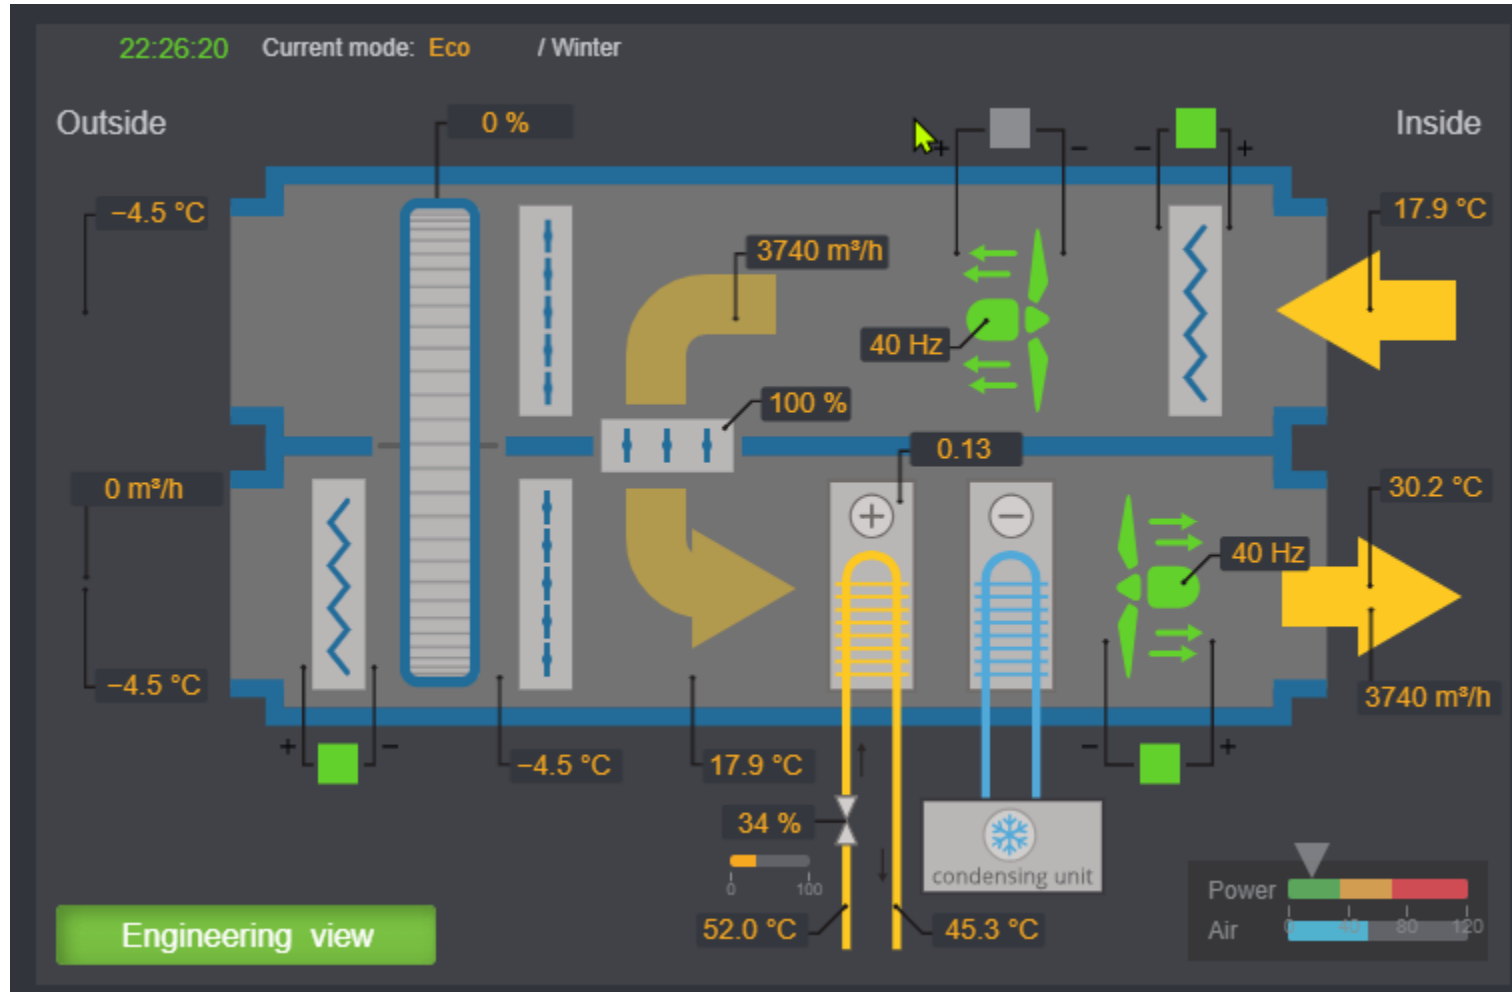 22:26:20 Current mode: Eco / Winter
Outside
0 %
Inside
+ − − +
−4.5 °C
17.9 °C
3740 m³/h
40 Hz
100 %
0.13
0 m³/h
30.2 °C
+
−
40 Hz
−4.5 °C
3740 m³/h
+ − − +
−4.5 °C
17.9 °C
34 %
0 100
condensing unit
Power
0 40 80 120
Air
Engineering view
52.0 °C
45.3 °C